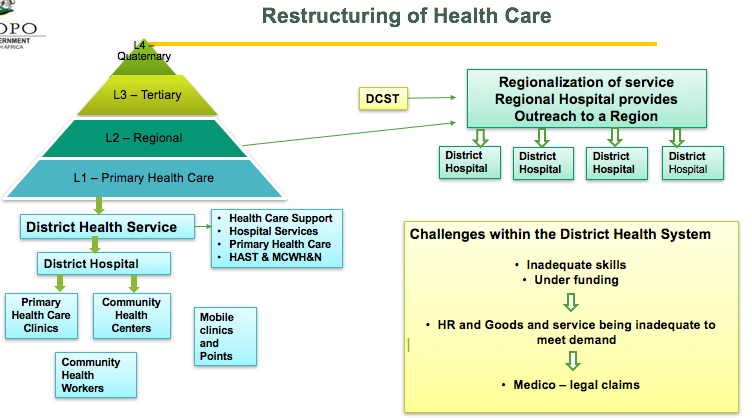 Restructuring of Health Care
OPO
ERNMENT
H AFRICA
L4 –
Quaternary
L3 – Tertiary
L2 – Regional
L1 – Primary Health Care
DCST
Regionalization of service
Regional Hospital provides
Outreach to a Region
District
Hospital
District
Hospital
District
Hospital
District
Hospital
District Health Service
• Health Care Support
• Hospital Services
• Primary Health Care
• HAST & MCWH&N
District Hospital
Primary
Health Care
Clinics
Community
Health
Centers
Mobile
clinics
and
Points
Community
Health
Workers
Challenges within the District Health System
• Inadequate skills
• Under funding
• HR and Goods and service being inadequate to
meet demand
• Medico – legal claims